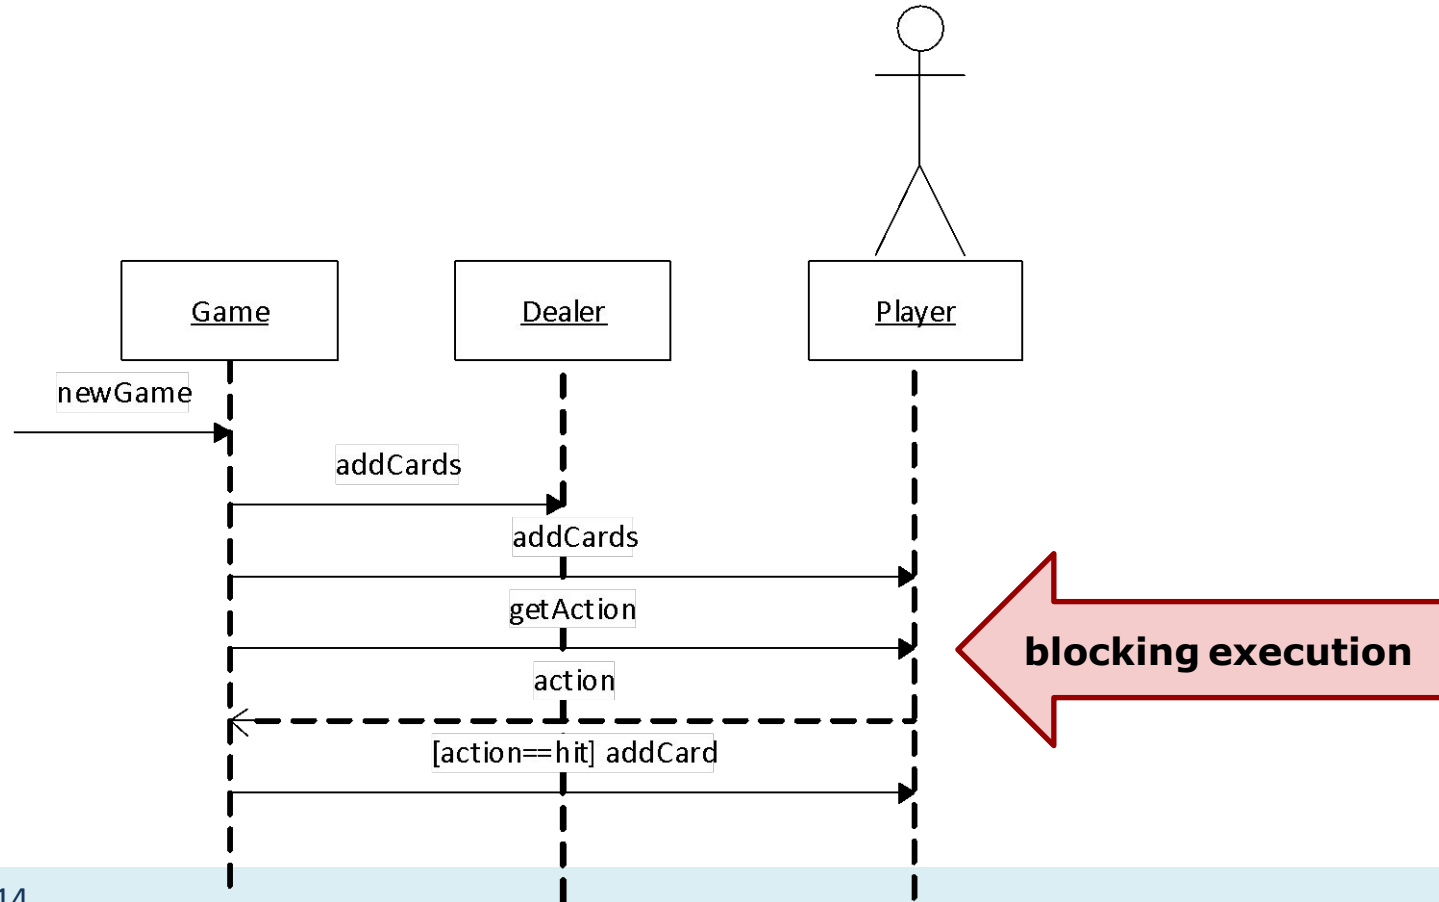 Game
Dealer
Player
newGame
addCards
addCards
getAction
blocking execution
action
[action==hit] addCard